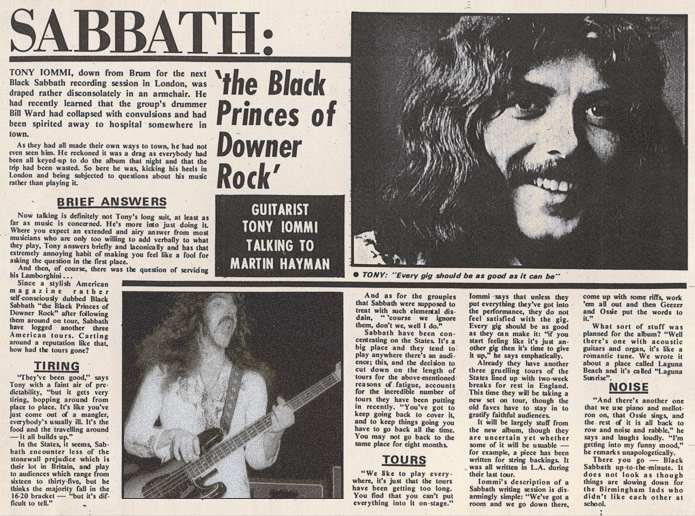 SABBATH:
'the Black
Princes of
Downer
Rock'
GUITARIST
TONY IOMMI
TALKING TO
MARTIN HAYMAN
TONY IOMMI, down from Brum for the next
Black Sabbath recording session in London, was
draped rather disconsolately in an armchair. He
had recently learned that the group's drummer
Bill Ward had collapsed with convulsions and had
been spirited away to hospital somewhere in
town.
As they had all made their own ways to town, he had not
even seen him. He reckoned it was a drag as everybody had
been all keyed-up to do the album that night and that the
trip had been wasted. So here he was, kicking his heels in
London and being subjected to questions about his music
rather than playing it.
BRIEF ANSWERS
Now talking is definitely not Tony's long suit, at least as
far as music is concerned. He's more into just doing it.
Where you expect an extended and airy answer from most
musicians who are only too willing to add verbally to what
they play, Tony answers briefly and laconically and has that
extremely annoying habit of making you feel like a fool for
asking the question in the first place.
And then, of course, there was the question of servicing
his Lamborghini . . .
Since a stylish American
magazine rather
self-consciously dubbed Black
Sabbath "the Black Princes of
Downer Rock" after following
them around on tour, Sabbath
have logged another three
American tours. Carting
around a reputation like that,
how had the tours gone?
TIRING
"They've been good," says
Tony with a faint air of pre-
dictability, "but it gets very
tiring, hopping around from
place to place. It's like you've
just come out of a mangler,
everybody's usually ill. It's the
food and the travelling around
— it all builds up."
In the States, it seems, Sab-
bath encounter less of the
stonewall prejudice which is
their lot in Britain, and play
to audiences which range from
sixteen to thirty-five, but he
thinks the majority fall in the
16-20 bracket — "but it's dif-
ficult to tell."
● TONY: "Every gig should be as good as it can be"
And as for the groupies
that Sabbath were supposed to
treat with such elemental dis-
dain, "'course we ignore
them, don't we, well I do."
Sabbath have been con-
centrating on the States. It's a
big place and they tend to
play anywhere there's an audi-
ence; this, and the decision to
cut down on the length of
tours for the above-mentioned
reasons of fatigue, accounts
for the incredible number of
tours they have been putting
in recently. "You've got to
keep going back to cover it,
and to keep things going you
have to go back all the time.
You may not go back to the
same place for eight months.
TOURS
"We like to play every-
where, it's just that the tours
have been getting too long.
You find that you can't put
everything into it on-stage."
Iommi says that unless they
put everything they've got into
the performance, they do not
feel satisfied with the gig.
Every gig should be as good
as they can make it: "if you
start feeling like it's just an-
other gig then it's time to give
it up," he says emphatically.
Already they have another
three gruelling tours of the
States lined up with two-week
breaks for rest in England.
This time they will be taking a
new set on tour, though the
old faves have to stay in to
gratify faithful audiences.
It will be largely stuff from
the new album, though they
are uncertain yet whether
some of it will be usable —
for example, a piece has been
written for string backings. It
was all written in L.A. during
their last tour.
Iommi's description of a
Sabbath writing session is dis-
armingly simple: "We've got
a room and we go down there,
come up with some riffs, work
'em all out and then Geezer
and Ossie put the words to
it."
What sort of stuff was
planned for the album? "Well
there's one with acoustic
guitars and organ, it's like a
romantic tune. We wrote it
about a place called Laguna
Beach and it's called "Laguna
Sunrise".
NOISE
"And there's another one
that we use piano and mellot-
ron on, that Ossie sings, and
the rest of it is all back to
row and noise and rabble," he
says and laughs loudly. "I'm
getting into my funny mood,"
he remarks unapologetically.
There you go — Black
Sabbath up-to-the-minute. It
does not look as though
things are slowing down for
the Birmingham lads who
didn't like each other at
school.